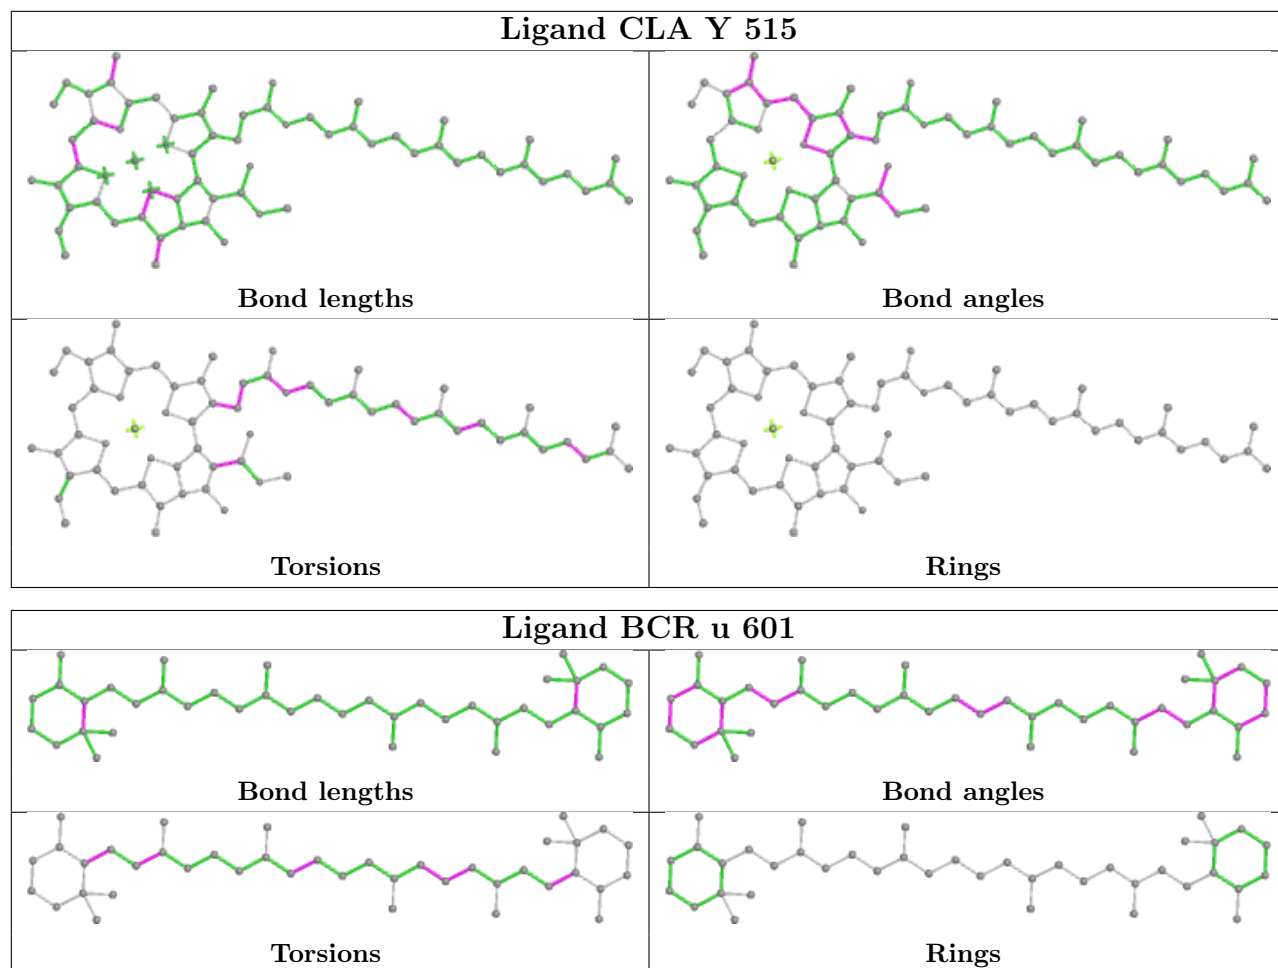 Ligand CLA Y 515
Bond lengths
Bond angles
Torsions
Rings
Ligand BCR u 601
Bond lengths
Bond angles
Torsions
Rings